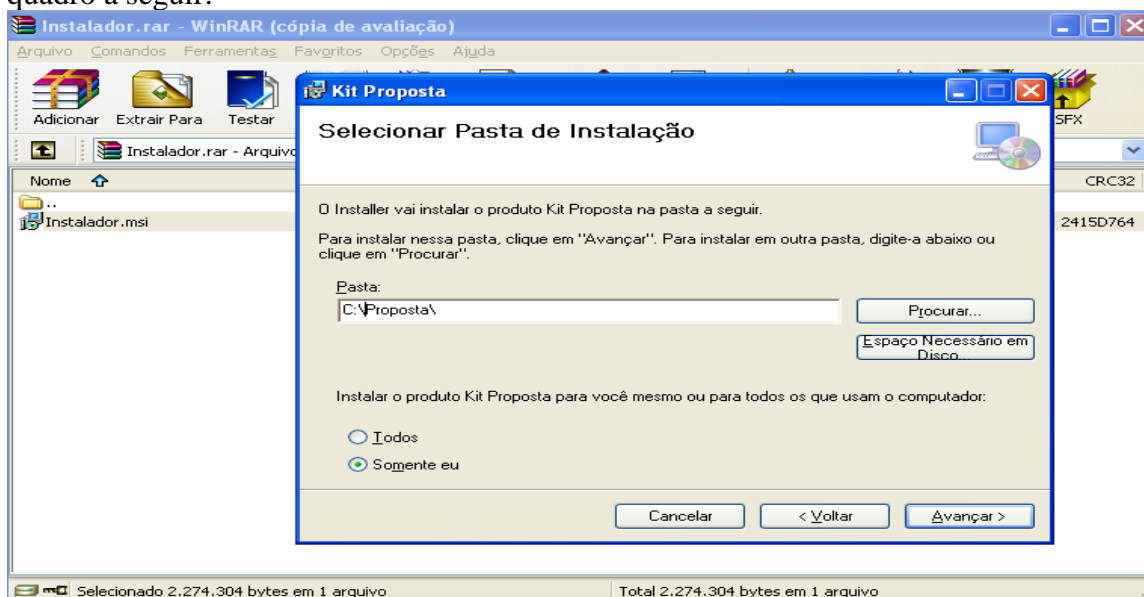 quadro a seguir:
Instalador.rar - WinRAR (cópia de avaliação)
Arquivo Comandos Ferramentas Favoritos Opções Ajuda
Adicionar Extrair Para Testar SFX
Instalador.rar - Arquivo
Nome CRC32
..
Instalador.msi 2415D764
Kit Proposta
Selecionar Pasta de Instalação
O Installer vai instalar o produto Kit Proposta na pasta a seguir.
Para instalar nessa pasta, clique em "Avançar". Para instalar em outra pasta, digite-a abaixo ou
clique em "Procurar".
Pasta:
C:\Proposta\
Procurar...
Espaço Necessário em
Disco...
Instalar o produto Kit Proposta para você mesmo ou para todos os que usam o computador:
Todos
Somente eu
Cancelar < Voltar Avançar >
Selecionado 2.274.304 bytes em 1 arquivo Total 2.274.304 bytes em 1 arquivo